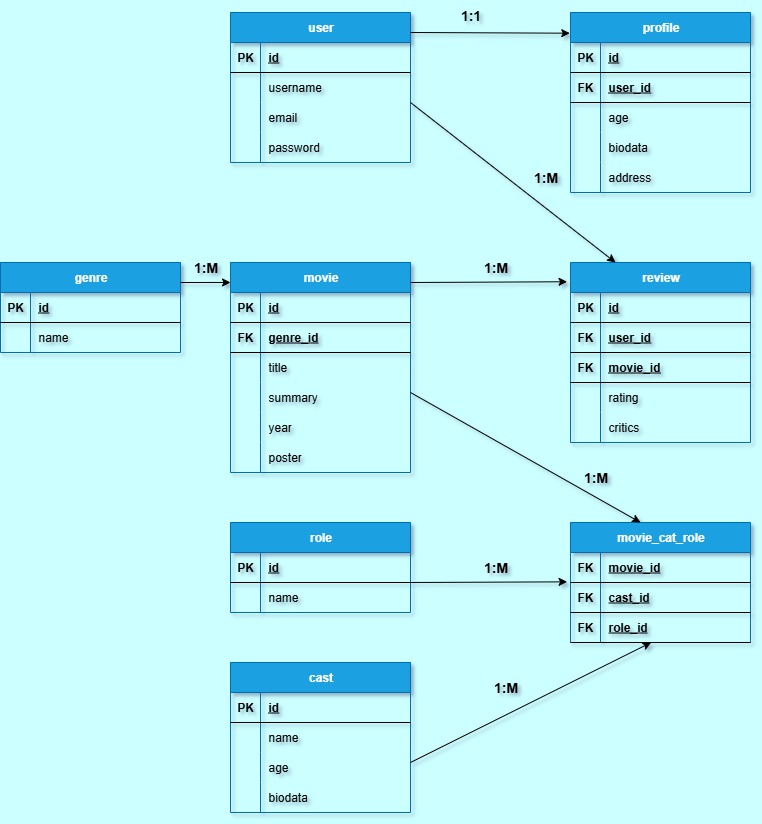 1:1
user
PK id
username
email
password
profile
PK id
FK user_id
age
biodata
address
1:M
genre
PK id
name
1:M
movie
PK id
FK genre_id
title
summary
year
poster
1:M
review
PK id
FK user_id
FK movie_id
rating
critics
1:M
role
PK id
name
1:M
movie_cat_role
FK movie_id
FK cast_id
FK role_id
cast
PK id
name
age
biodata
1:M